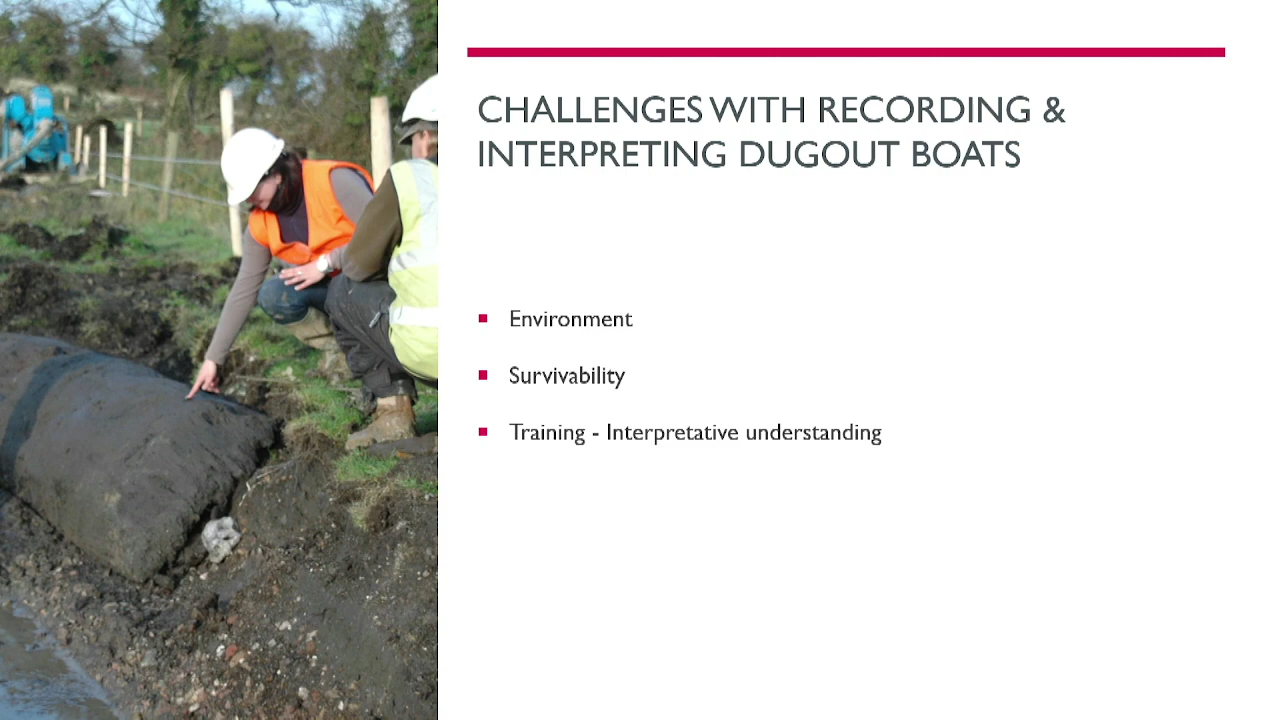 CHALLENGES WITH RECORDING &
INTERPRETING DUGOUT BOATS
Environment
Survivability
Training - Interpretative understanding